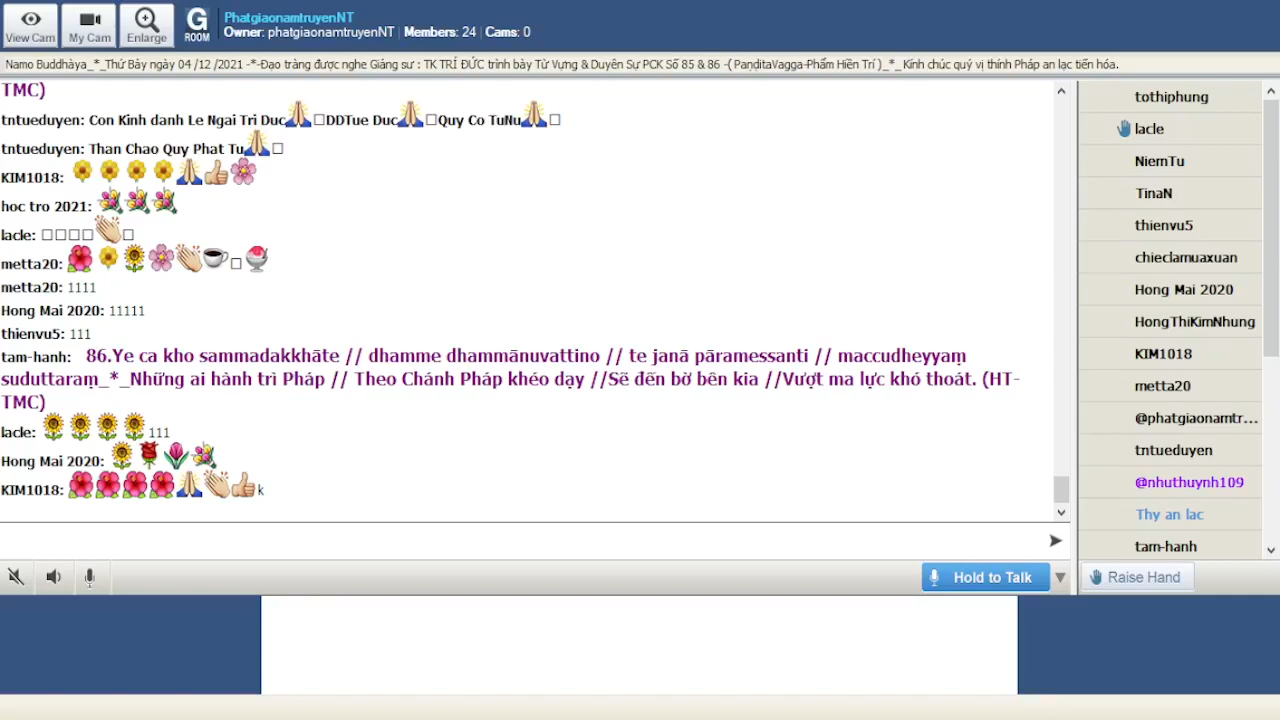 View Cam
My Cam
Enlarge
G
ROOM
PhatgiaonamtruyenNT
Owner: phatgiaonamtruyenNT | Members: 24 | Cams: 0
Namo Buddhàya_*_Thứ Bảy ngày 04 /12 /2021 -*-Đạo tràng được nghe Giảng sư : TK TRÍ ĐỨC trình bày Từ Vựng & Duyên Sự PCK Số 85 & 86 -( PaṇḍitaVagga-Phẩm Hiền Trí )_*_ Kính chúc quý vị thính Pháp an lạc tiến hóa.
TMC)
tntueduyen: Con Kinh danh Le Ngai Tri Duc DDTue Duc Quy Co TuNu
tntueduyen: Than Chao Quy Phat Tu
KIM1018:
hoc tro 2021:
lacle:
metta20:
metta20: 1111
Hong Mai 2020: 11111
thienvu5: 111
tam-hanh: 86.Ye ca kho sammadakkhāte // dhamme dhammānuvattino // te janā pāramessanti // maccudheyyaṃ
suduttaraṃ_*_Những ai hành trì Pháp // Theo Chánh Pháp khéo dạy //Sẽ đến bờ bên kia //Vượt ma lực khó thoát. (HT-
TMC)
lacle: 111
Hong Mai 2020:
KIM1018: k
Hold to Talk
tothiphung
lacle
NiemTu
TinaN
thienvu5
chieclamuaxuan
Hong Mai 2020
HongThiKimNhung
KIM1018
metta20
@phatgiaonamtr...
tntueduyen
@nhuthuynh109
Thy an lac
tam-hanh
Raise Hand